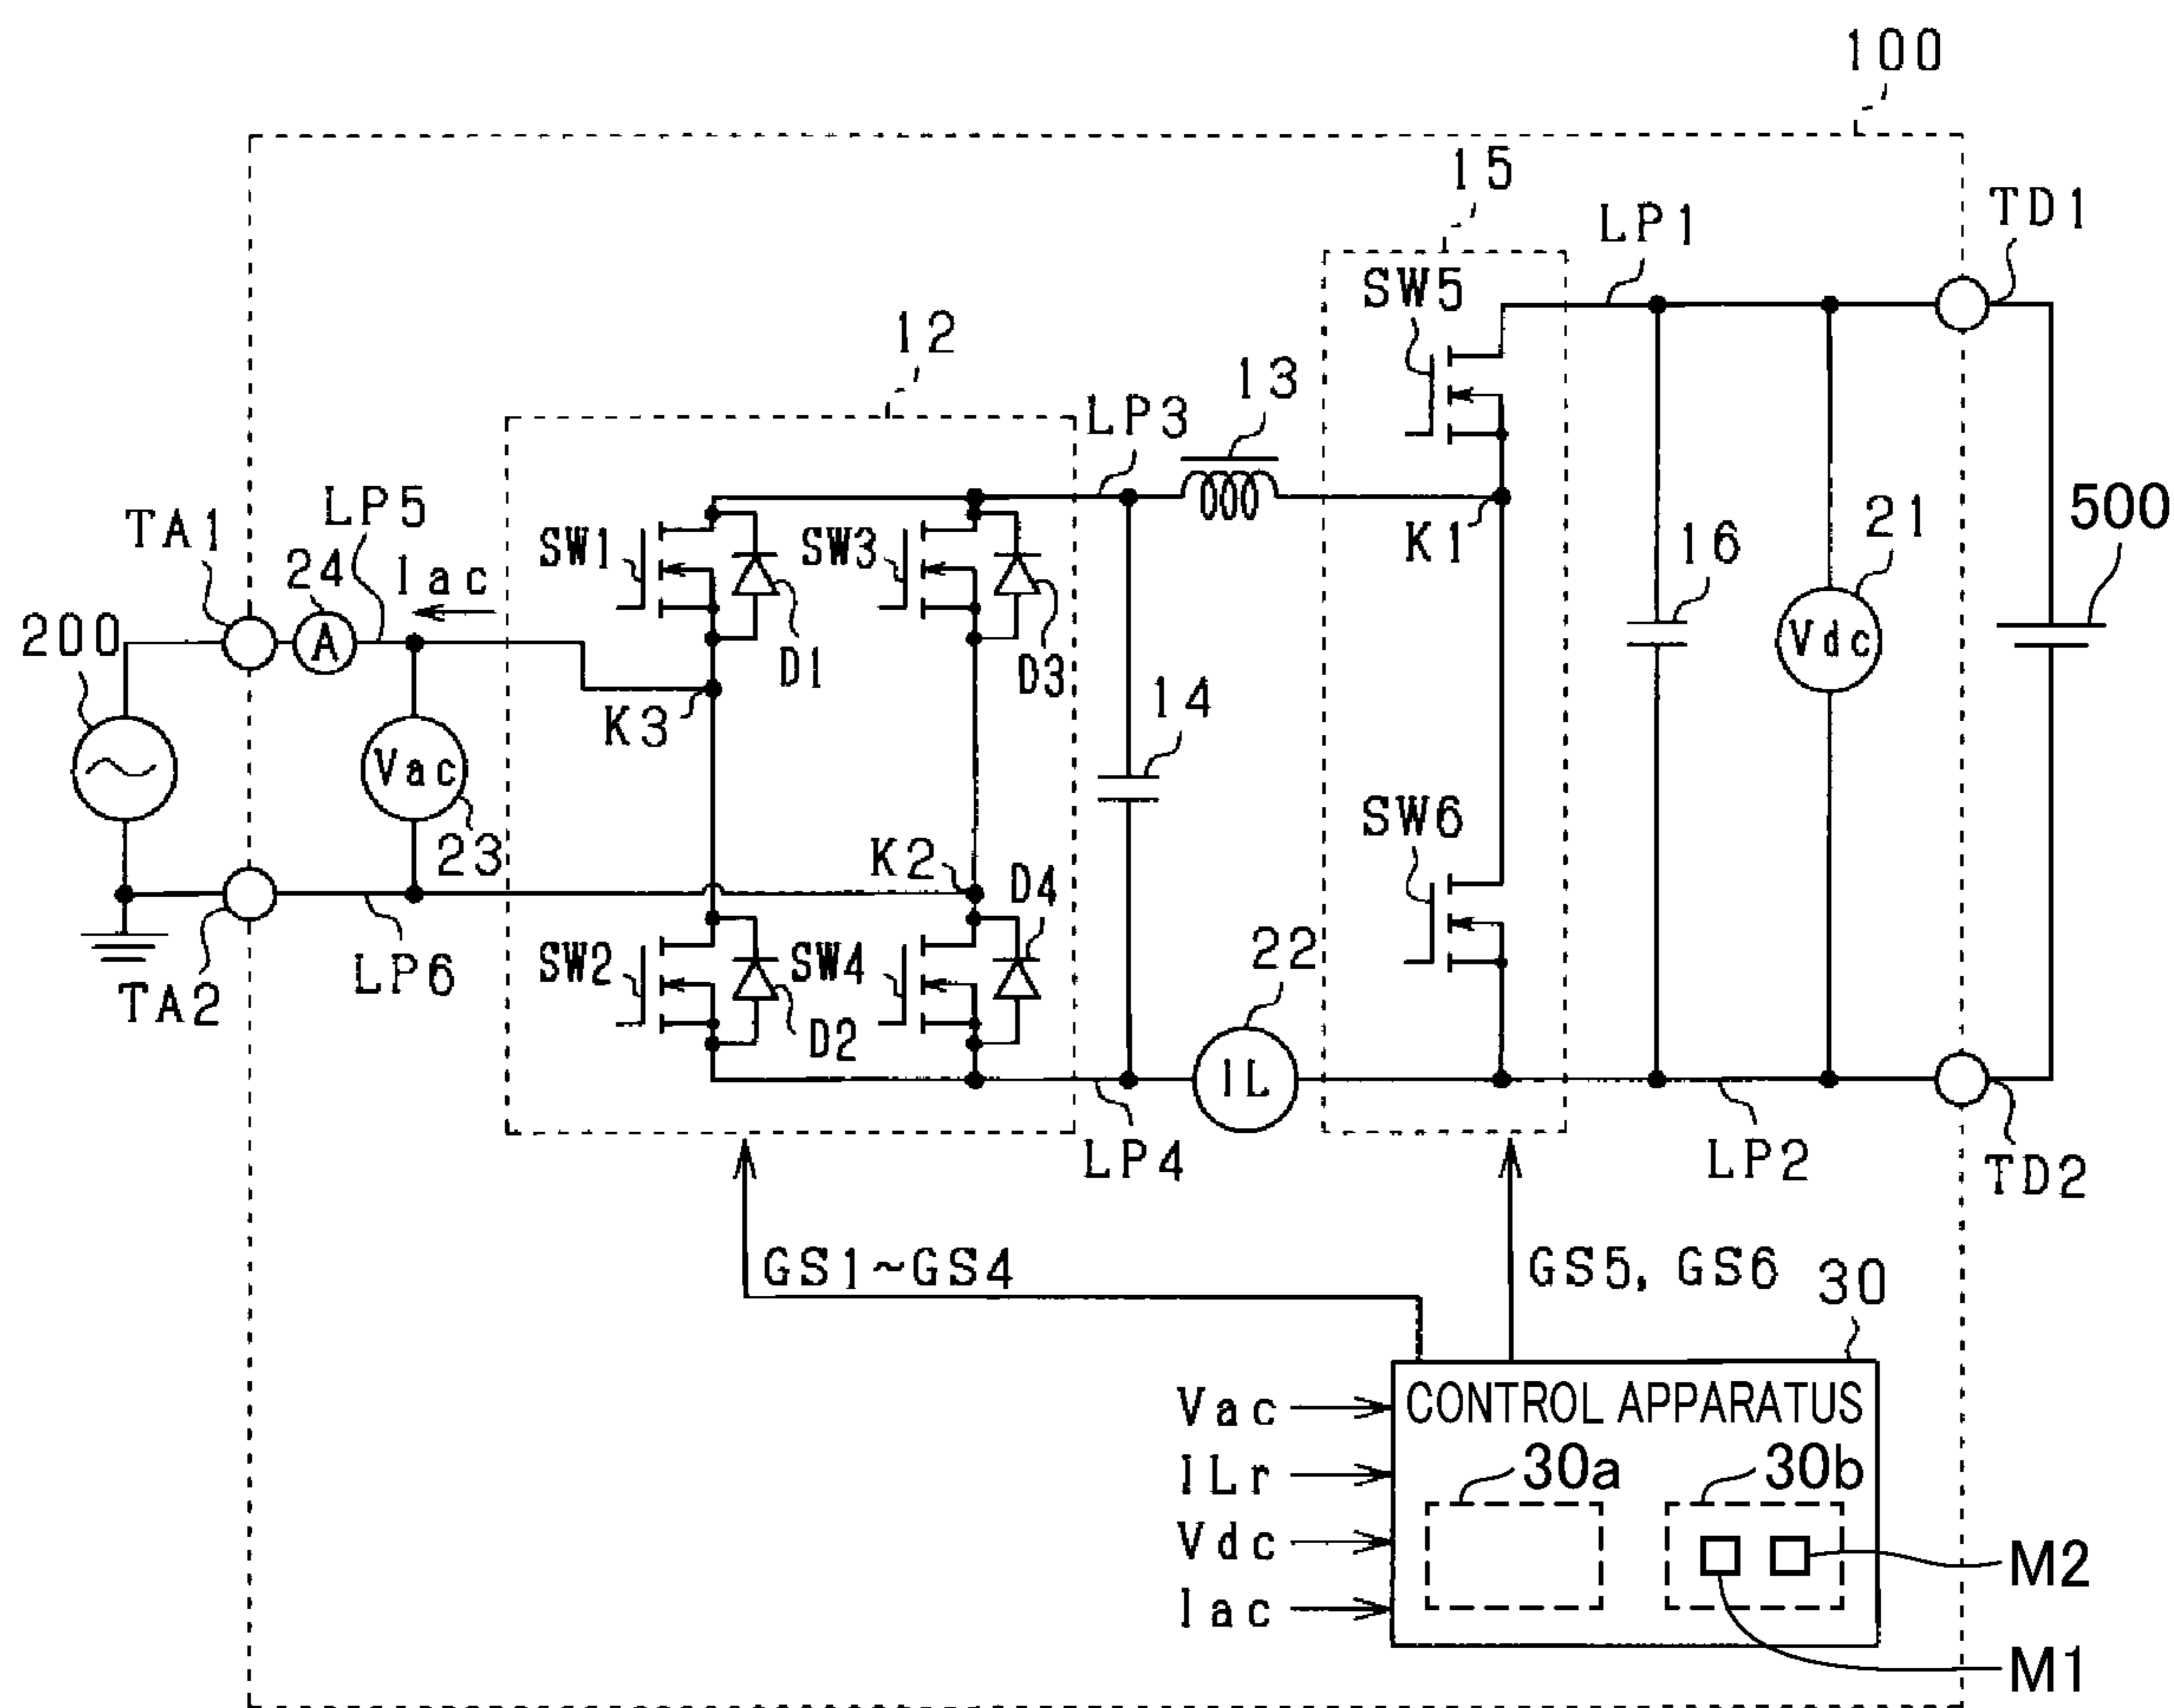 100
15
TD1
LP1
SW5
12
13
LP3
LP5
TA1
24
Iac
SW1
SW3
K1
16
21
500
200
A
D1
D3
Vdc
K3
14
Vac
23
SW6
K2
D4
22
SW2
SW4
LP6
TA2
D2
IL
LP4
LP2
TD2
GS1~GS4
GS5, GS6
30
Vac
CONTROL APPARATUS
ILr
30a
30b
Vdc
M2
Iac
M1